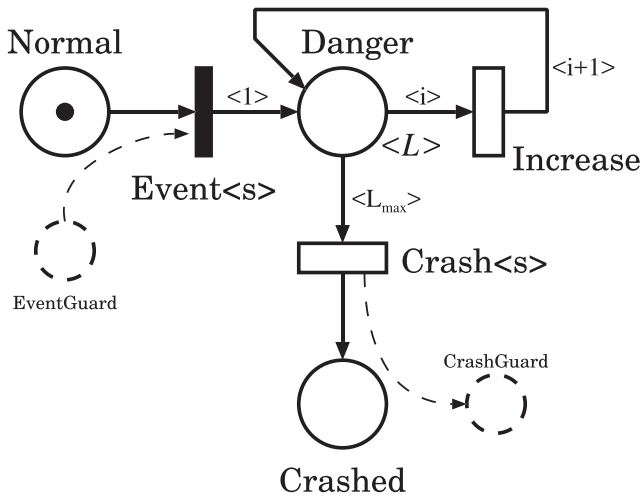 Normal
Danger
<1>
<i>
<i+1>
<L>
Increase
Event<s>
<Lmax>
Crash<s>
EventGuard
CrashGuard
Crashed